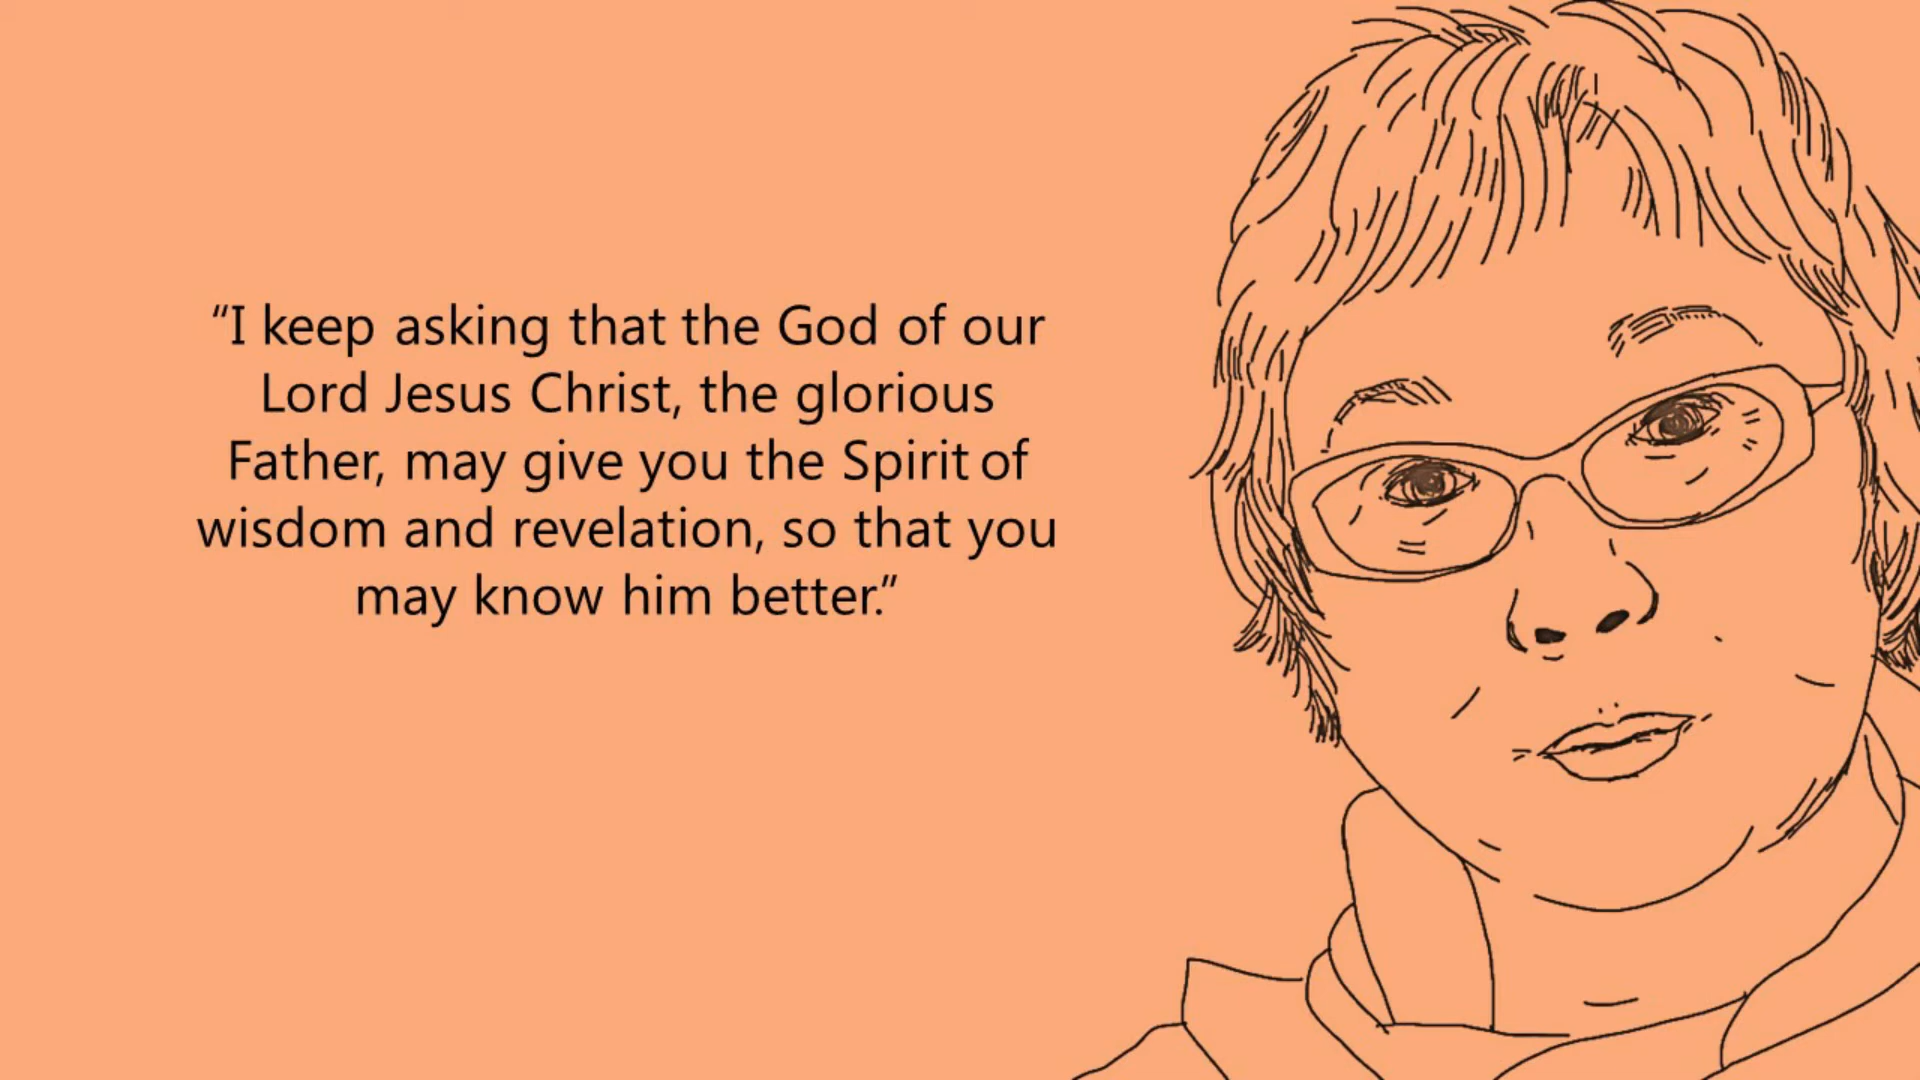 “I keep asking that the God of our
Lord Jesus Christ, the glorious
Father, may give you the Spirit of
wisdom and revelation, so that you
may know him better.”